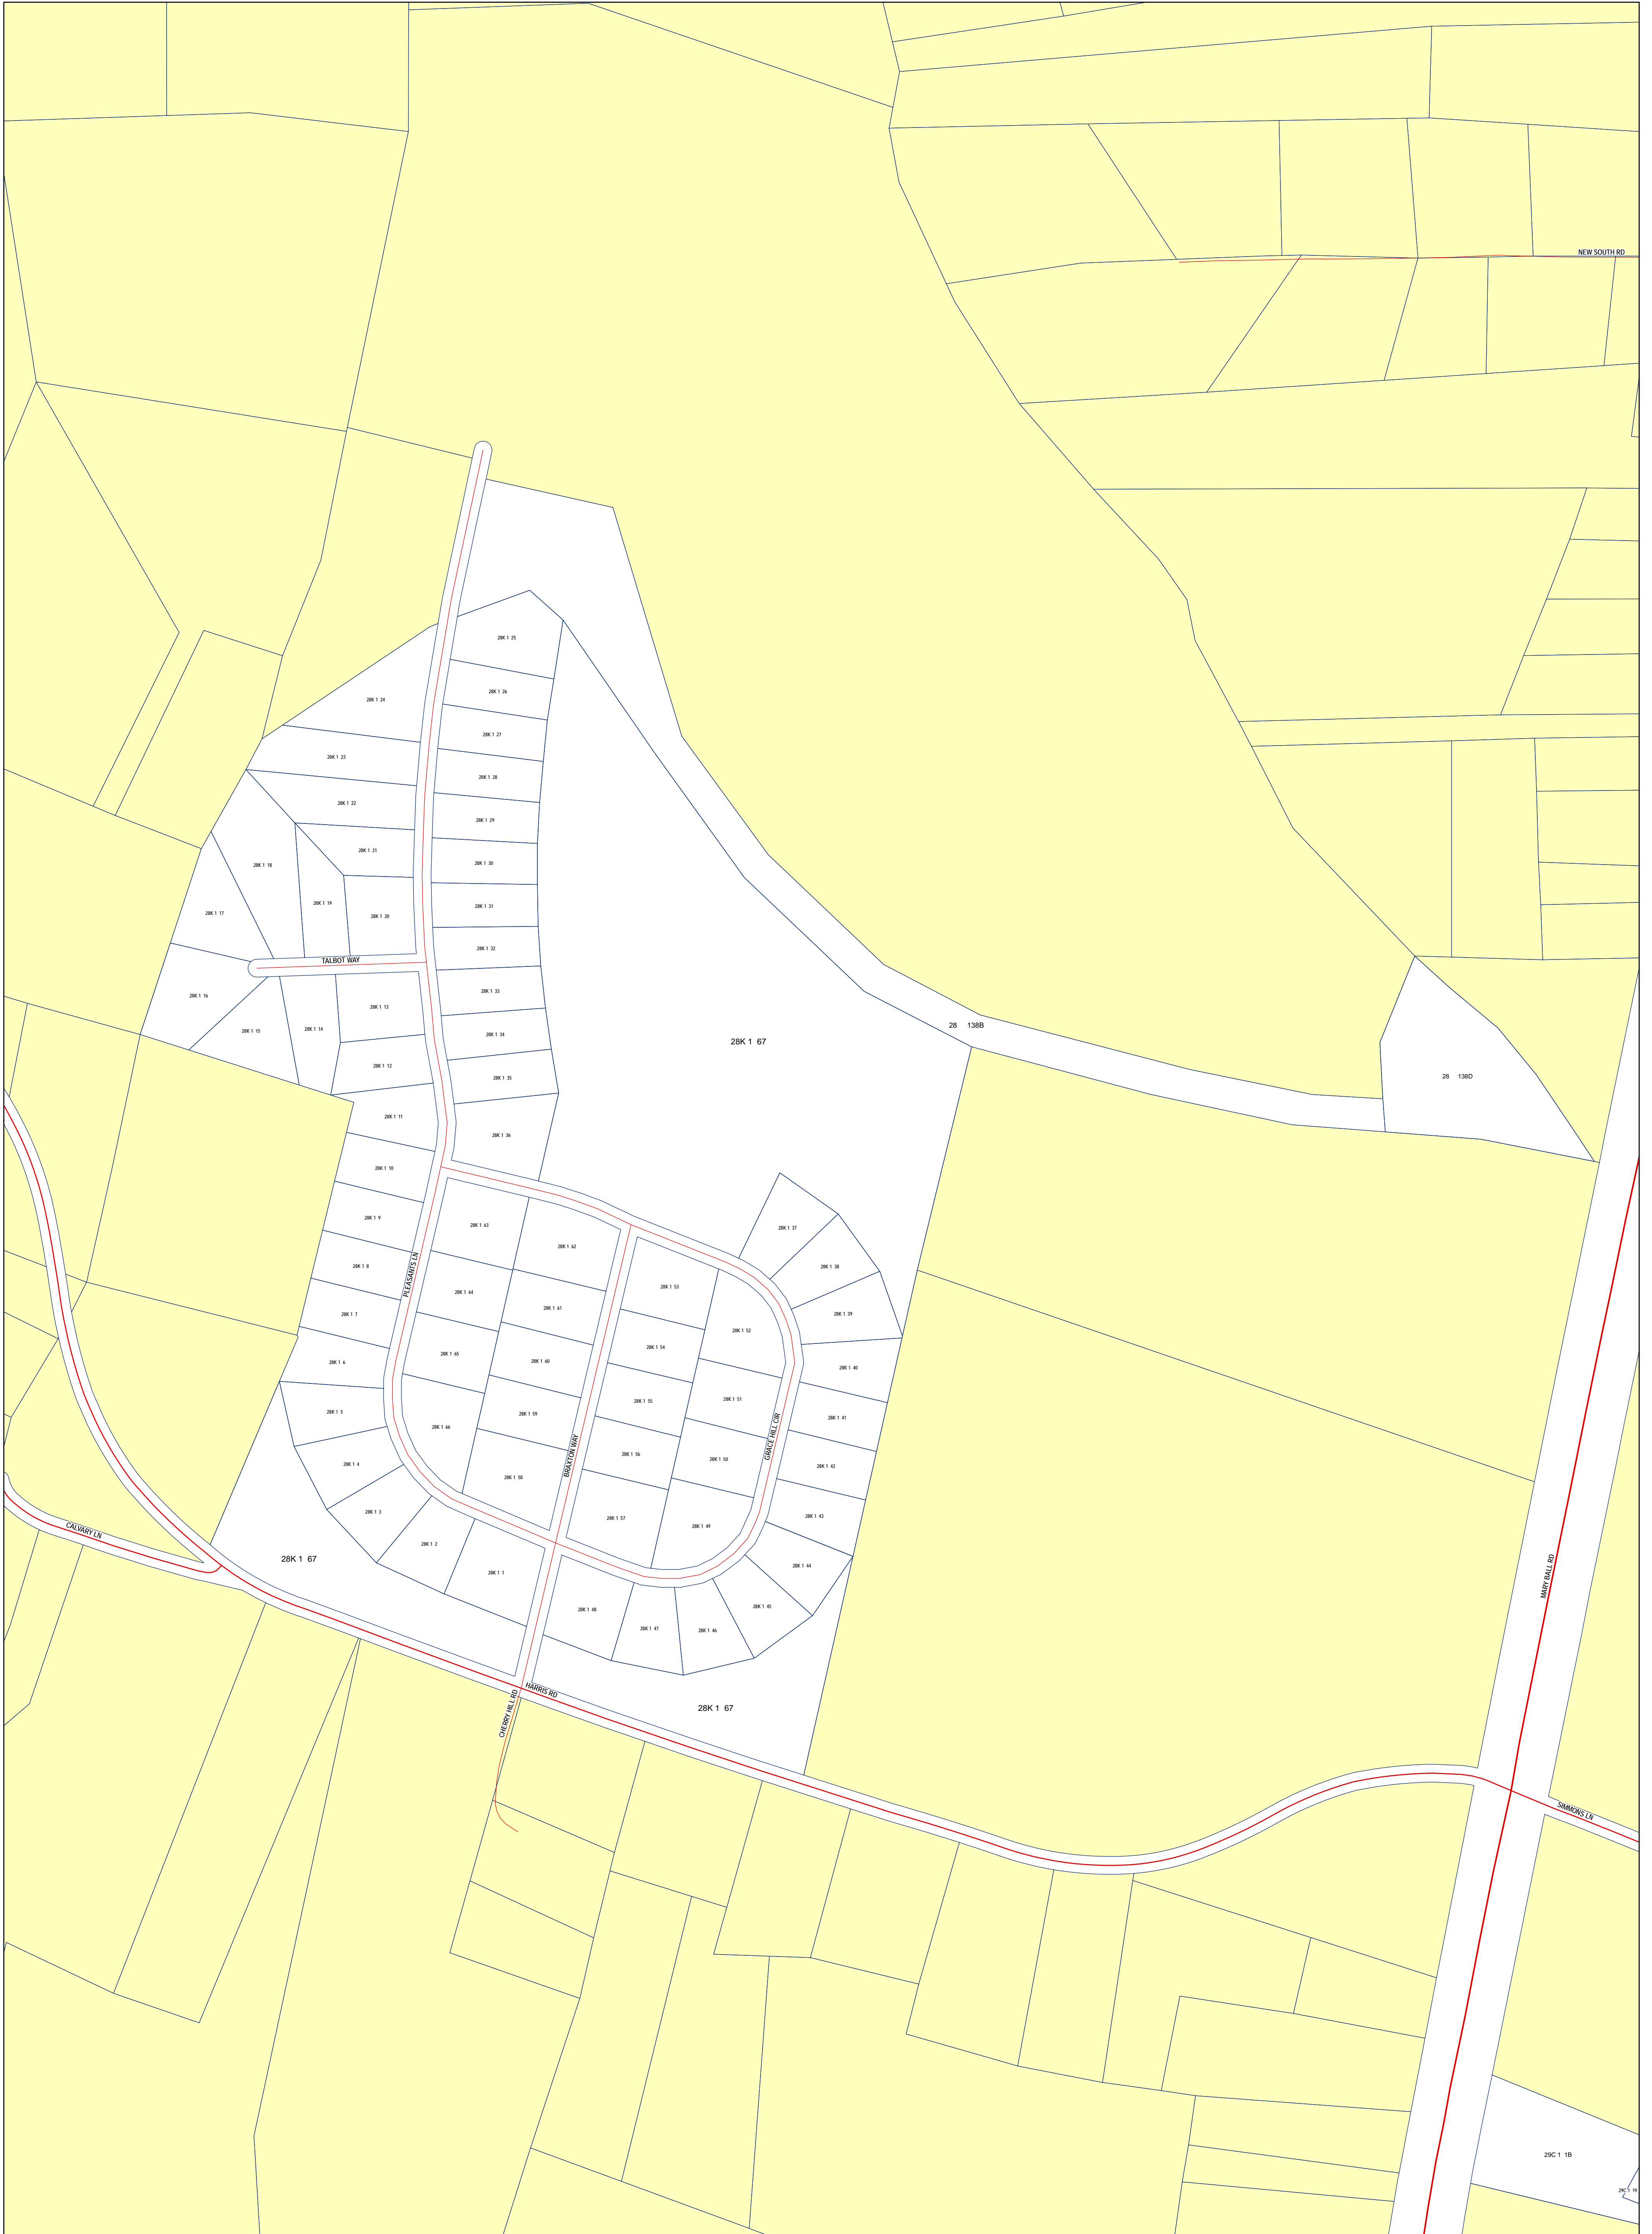 NEW SOUTH RD
28K 1 25
28K 1 26
28K 1 24
28K 1 27
28K 1 23
28K 1 28
28K 1 22
28K 1 29
28K 1 21
28K 1 30
28K 1 18
28K 1 19
28K 1 31
28K 1 17
28K 1 20
28K 1 32
TALBOT WAY
28K 1 33
28K 1 16
28K 1 13
28K 1 14
28K 1 15
28K 1 34
28 138B
28K 1 67
28K 1 12
28K 1 35
28 138D
28K 1 11
28K 1 36
28K 1 10
28K 1 9
28K 1 63
28K 1 37
28K 1 62
28K 1 8
PLEASANTS LN
28K 1 38
28K 1 53
28K 1 64
28K 1 61
28K 1 7
28K 1 39
28K 1 52
28K 1 54
28K 1 65
28K 1 60
28K 1 6
28K 1 40
28K 1 51
28K 1 55
28K 1 5
28K 1 59
28K 1 41
28K 1 66
GRACE HILL CIR
BRAXTON WAY
28K 1 56
28K 1 50
28K 1 4
28K 1 42
28K 1 58
28K 1 3
28K 1 43
28K 1 57
28K 1 49
CALVARY LN
28K 1 2
28K 1 67
28K 1 44
28K 1 1
MARY BALL RD
28K 1 48
28K 1 45
28K 1 47
28K 1 46
HARRIS RD
CHERRY HILL RD
28K 1 67
SIMMONS LN
29C 1 1B
29C 1 19